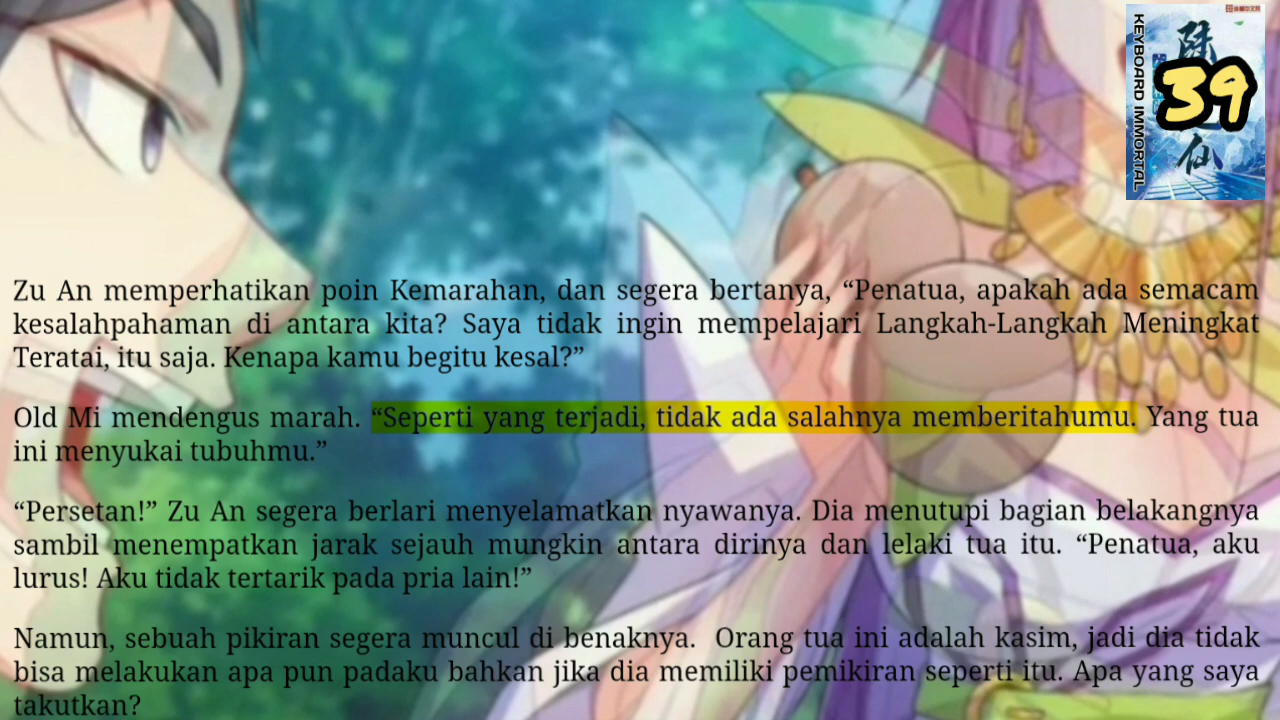 KEYBOARD IMMORTAL
39
仙
Zu An memperhatikan poin Kemarahan, dan segera bertanya, “Penatua, apakah ada semacam
kesalahpahaman di antara kita? Saya tidak ingin mempelajari Langkah-Langkah Meningkat
Teratai, itu saja. Kenapa kamu begitu kesal?”
Old Mi mendengus marah. “Seperti yang terjadi, tidak ada salahnya memberitahumu. Yang tua
ini menyukai tubuhmu.”
“Persetan!” Zu An segera berlari menyelamatkan nyawanya. Dia menutupi bagian belakangnya
sambil menempatkan jarak sejauh mungkin antara dirinya dan lelaki tua itu. “Penatua, aku
lurus! Aku tidak tertarik pada pria lain!”
Namun, sebuah pikiran segera muncul di benaknya.  Orang tua ini adalah kasim, jadi dia tidak
bisa melakukan apa pun padaku bahkan jika dia memiliki pemikiran seperti itu. Apa yang saya
takutkan?